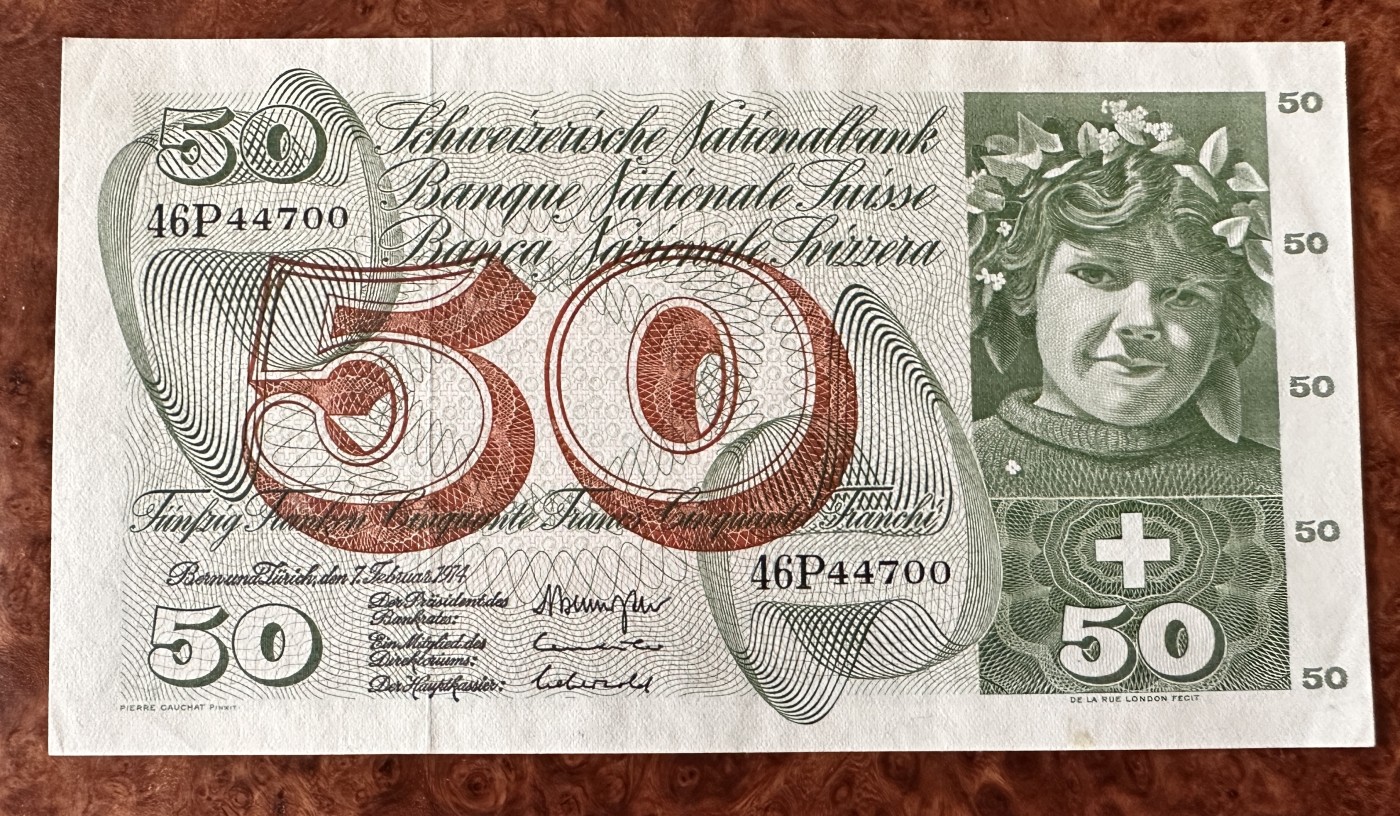 50
Schweizerische Nationalbank
Banque Nationale Suisse
Banca Nazionale Svizzera
46P44700
50
Fünfzig Franken Cinquante Francs Cinquanta Franchi
46P44700
Bern und Zürich, den 7. Februar 1974
Der Präsident des
Bankrates:
Ein Mitglied des
Direktoriums:
Der Hauptkassier:
50
PIERRE GAUCHAT PINXIT
50
DE LA RUE LONDON FECIT
50
50
50
50
50